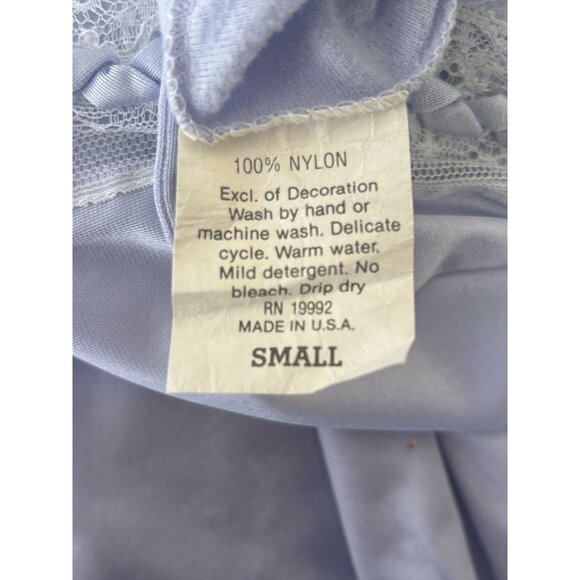 100% NYLON
Excl. of Decoration
Wash by hand or
machine wash. Delicate
cycle. Warm water.
Mild detergent. No
bleach. Drip dry
RN 19992
MADE IN U.S.A.
SMALL